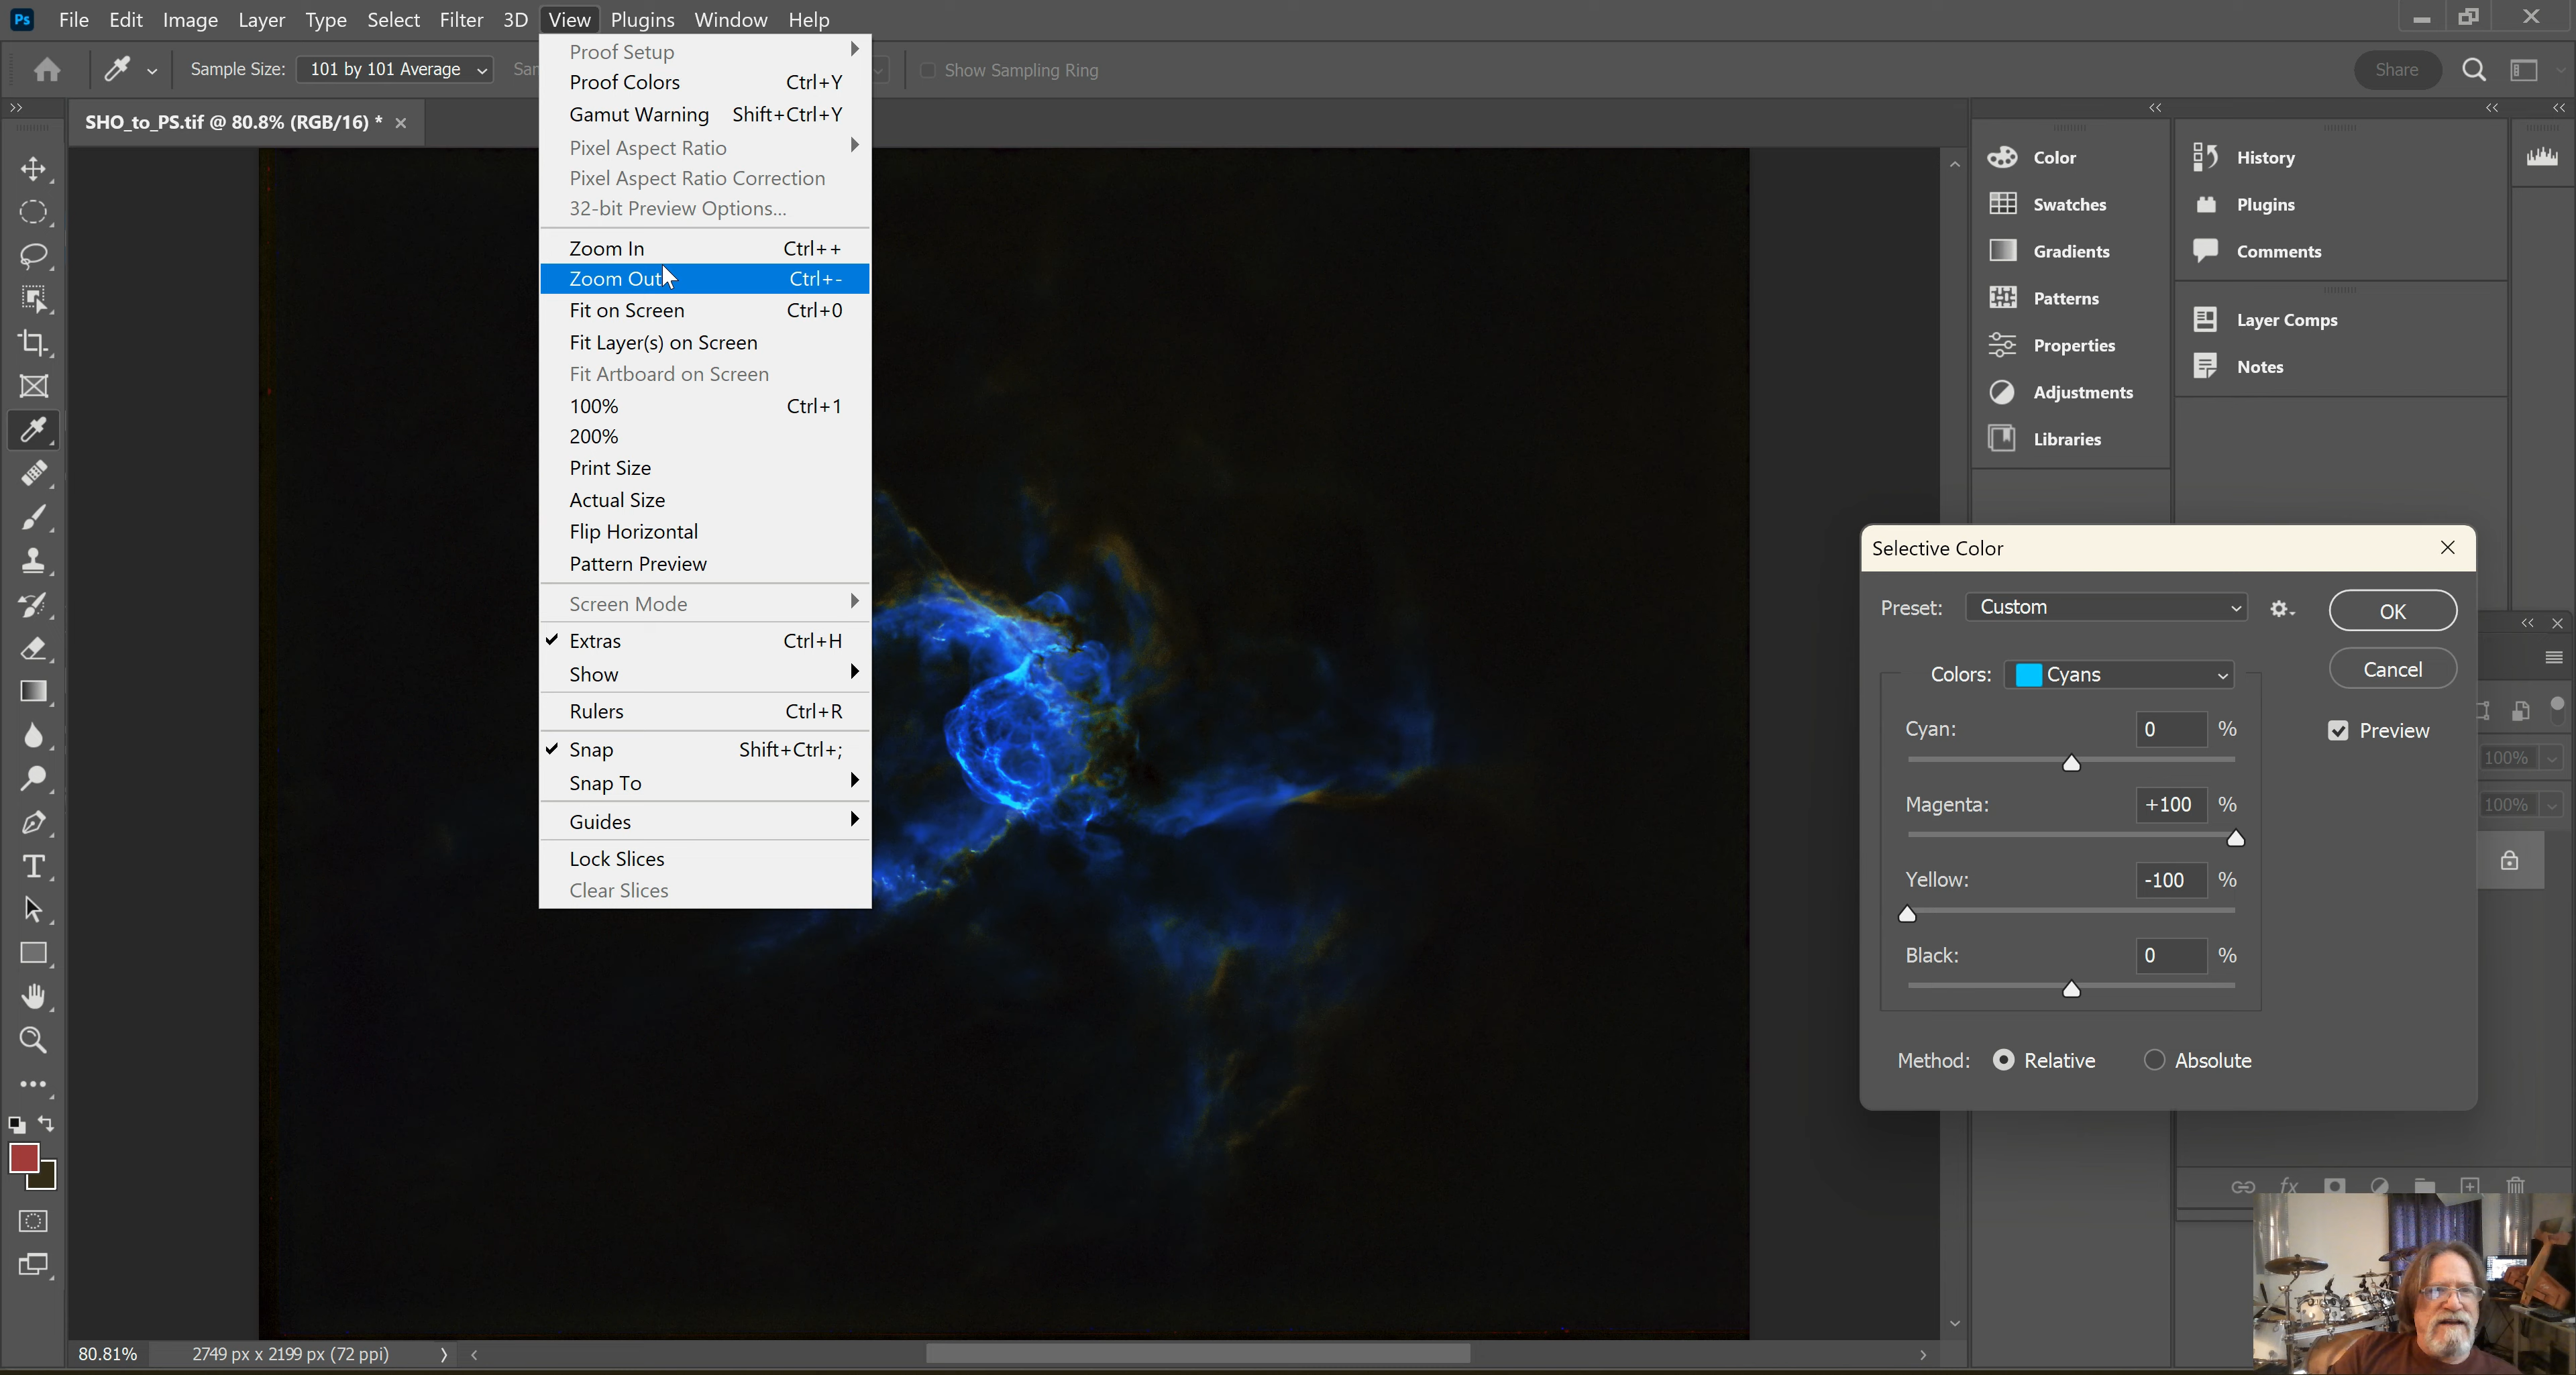 Ps File Edit Image Layer Type Select Filter 3D View Plugins Window Help
Sample Size: 101 by 101 Average
Show Sampling Ring
Share
SHO_to_PS.tif @ 80.8% (RGB/16) *
Proof Setup
Proof Colors Ctrl+Y
Gamut Warning Shift+Ctrl+Y
Pixel Aspect Ratio
Pixel Aspect Ratio Correction
32-bit Preview Options...
Zoom In Ctrl++
Zoom Out Ctrl+-
Fit on Screen Ctrl+0
Fit Layer(s) on Screen
Fit Artboard on Screen
100% Ctrl+1
200%
Print Size
Actual Size
Flip Horizontal
Pattern Preview
Screen Mode
Extras Ctrl+H
Show
Rulers Ctrl+R
Snap Shift+Ctrl+;
Snap To
Guides
Lock Slices
Clear Slices
Color
Swatches
Gradients
Patterns
Properties
Adjustments
Libraries
History
Plugins
Comments
Layer Comps
Notes
Selective Color
Preset: Custom
OK
Colors: Cyans
Cancel
Cyan: 0 %
Preview
Magenta: +100 %
Yellow: -100 %
Black: 0 %
Method: Relative Absolute
100%
100%
fx
80.81% 2749 px x 2199 px (72 ppi)